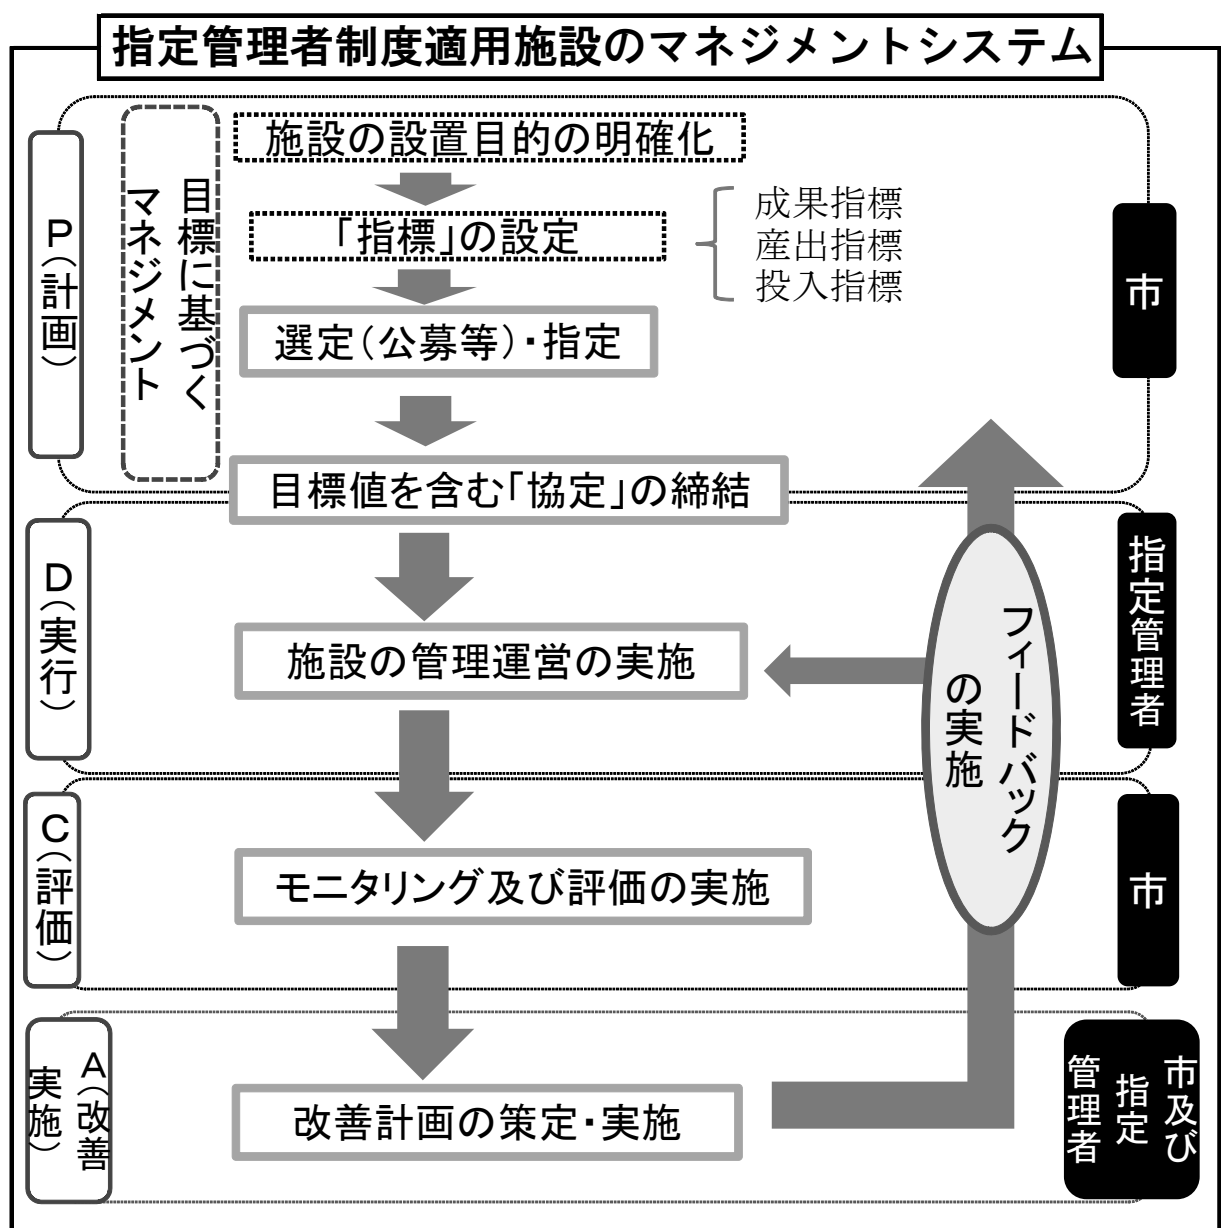 指定管理者制度適用施設のマネジメントシステム
P(計画)
目標に基づく
マネジメント
施設の設置目的の明確化
「指標」の設定
成果指標
産出指標
投入指標
選定(公募等)・指定
市
目標値を含む「協定」の締結
D(実行)
施設の管理運営の実施
指定管理者
フィードバック
の実施
C(評価)
モニタリング及び評価の実施
市
A(改善
実施)
改善計画の策定・実施
市及び
指定
管理者